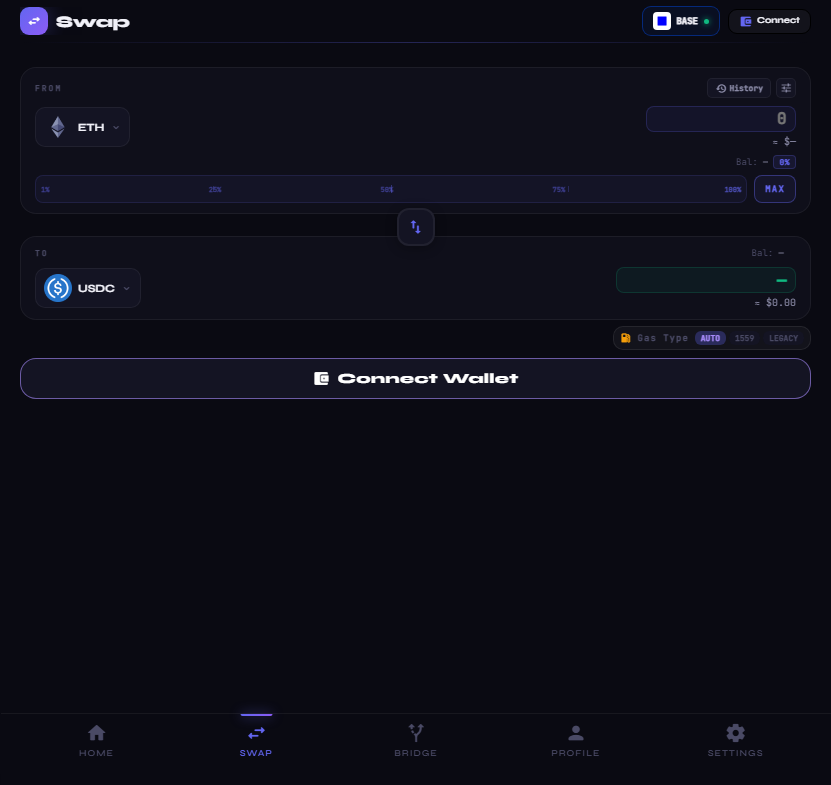 Swap
BASE
Connect
FROM
History
ETH
0
≈ $—
Bal: — 0%
1% 25% 50% 75% 100%
MAX
TO
Bal: —
USDC
—
≈ $0.00
Gas Type AUTO 1559 LEGACY
Connect Wallet
HOME SWAP BRIDGE PROFILE SETTINGS